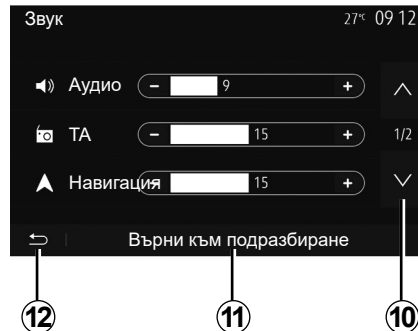 Звук 27°C 09 12
Аудио - 9 +
TA - 15 + 1/2
Навигация - 15 +
Върни към подразбиране
12 11 10